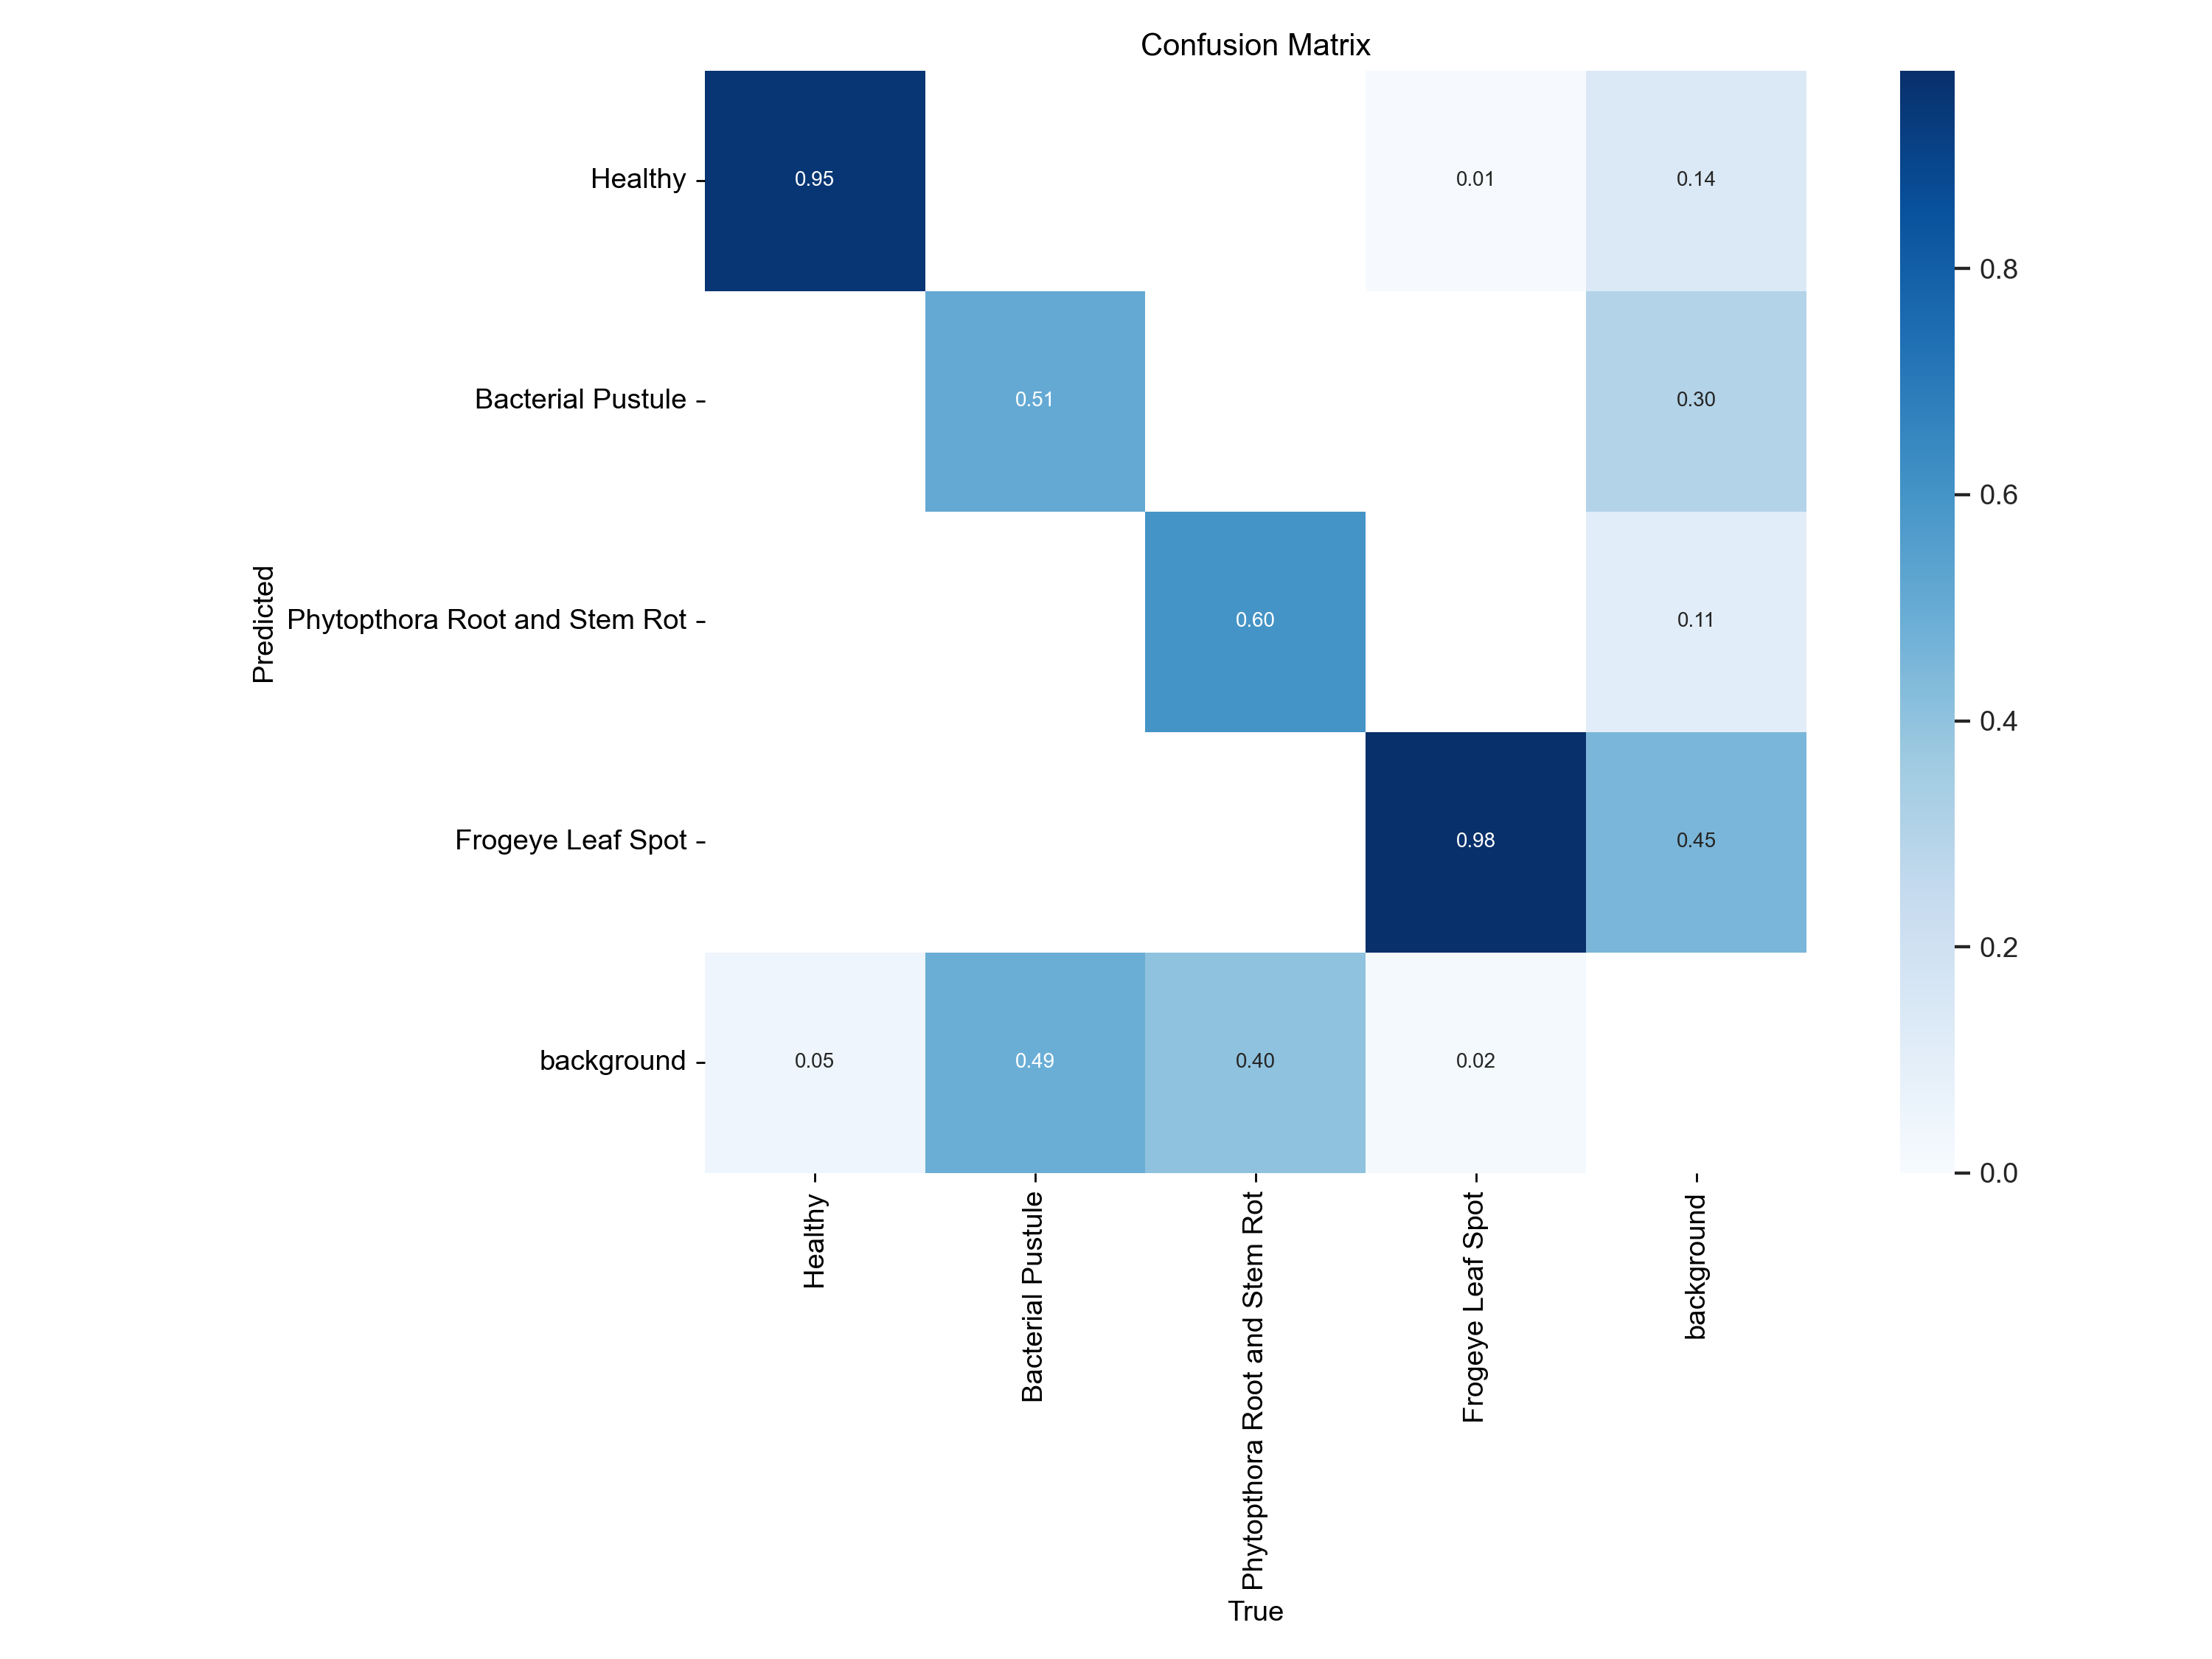 Confusion Matrix
Healthy
0.95
0.01
0.14
Bacterial Pustule
0.51
0.30
Phytopthora Root and Stem Rot
0.60
0.11
Frogeye Leaf Spot
0.98
0.45
background
0.05
0.49
0.40
0.02
Predicted
Healthy
Bacterial Pustule
Phytopthora Root and Stem Rot
Frogeye Leaf Spot
background
True
0.8
0.6
0.4
0.2
0.0